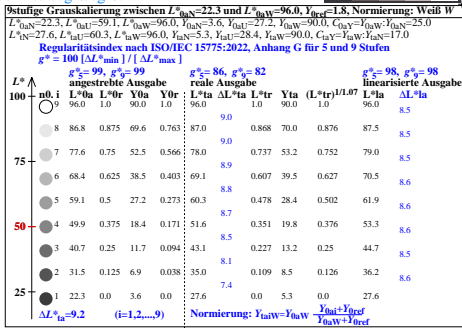 9stufige Grauskalierung zwischen L*0aN=22.3 und L*0aW=96.0, Y0ref=1.8, Normierung: Weiß W
L*0aN=22.3, L*0aU=59.1, L*0aW=96.0, Y0aN=3.6, Y0aU=27.2, Y0aW=90.0, C0aY=Y0aW:Y0aN=25.0
L*taN=27.6, L*taU=60.3, L*taW=96.0, Y1aN=5.3, Y1aU=28.4, Y1aW=90.0, C1aY=Y1aW:Y1aN=17.0
Regularitätsindex nach ISO/IEC 15775:2022, Anhang G für 5 und 9 Stufen
g* = 100 [ΔL*min ] / [ ΔL*max ]
g*5= 99, g*9= 99 g*5= 86, g*9= 82 g*5= 98, g*9= 98
angestrebte Ausgabe reale Ausgabe linearisierte Ausgabe
L* n0. i L*0a L*0r Y0a Y0r L*ta ΔL*ta L*tr Yta (L*tr)1/1.07 L*la ΔL*la
100 9 96.0 1.0 90.0 1.0 96.0 1.0 90.0 1.0 96.0
9.0 8.5
8 86.8 0.875 69.6 0.763 87.0 0.868 70.0 0.876 87.5
9.0 8.5
75 7 77.6 0.75 52.5 0.566 78.0 0.737 53.2 0.752 79.0
8.9 8.6
6 68.4 0.625 38.5 0.403 69.1 0.607 39.5 0.627 70.5
8.8 8.6
5 59.1 0.5 27.2 0.273 60.3 0.478 28.4 0.502 61.9
8.7 8.6
50 4 49.9 0.375 18.4 0.171 51.6 0.351 19.8 0.376 53.3
8.5 8.5
3 40.7 0.25 11.7 0.094 43.1 0.227 13.2 0.25 44.7
8.1 8.5
2 31.5 0.125 6.9 0.038 35.0 0.109 8.5 0.126 36.2
7.4 8.6
25 1 22.3 0.0 3.6 0.0 27.6 0.0 5.3 0.0 27.6
ΔL*ta=9.2 (i=1,2,...,9) Normierung: YtaiW=Y0aW Y0ai+Y0ref
Y0aW+Y0ref